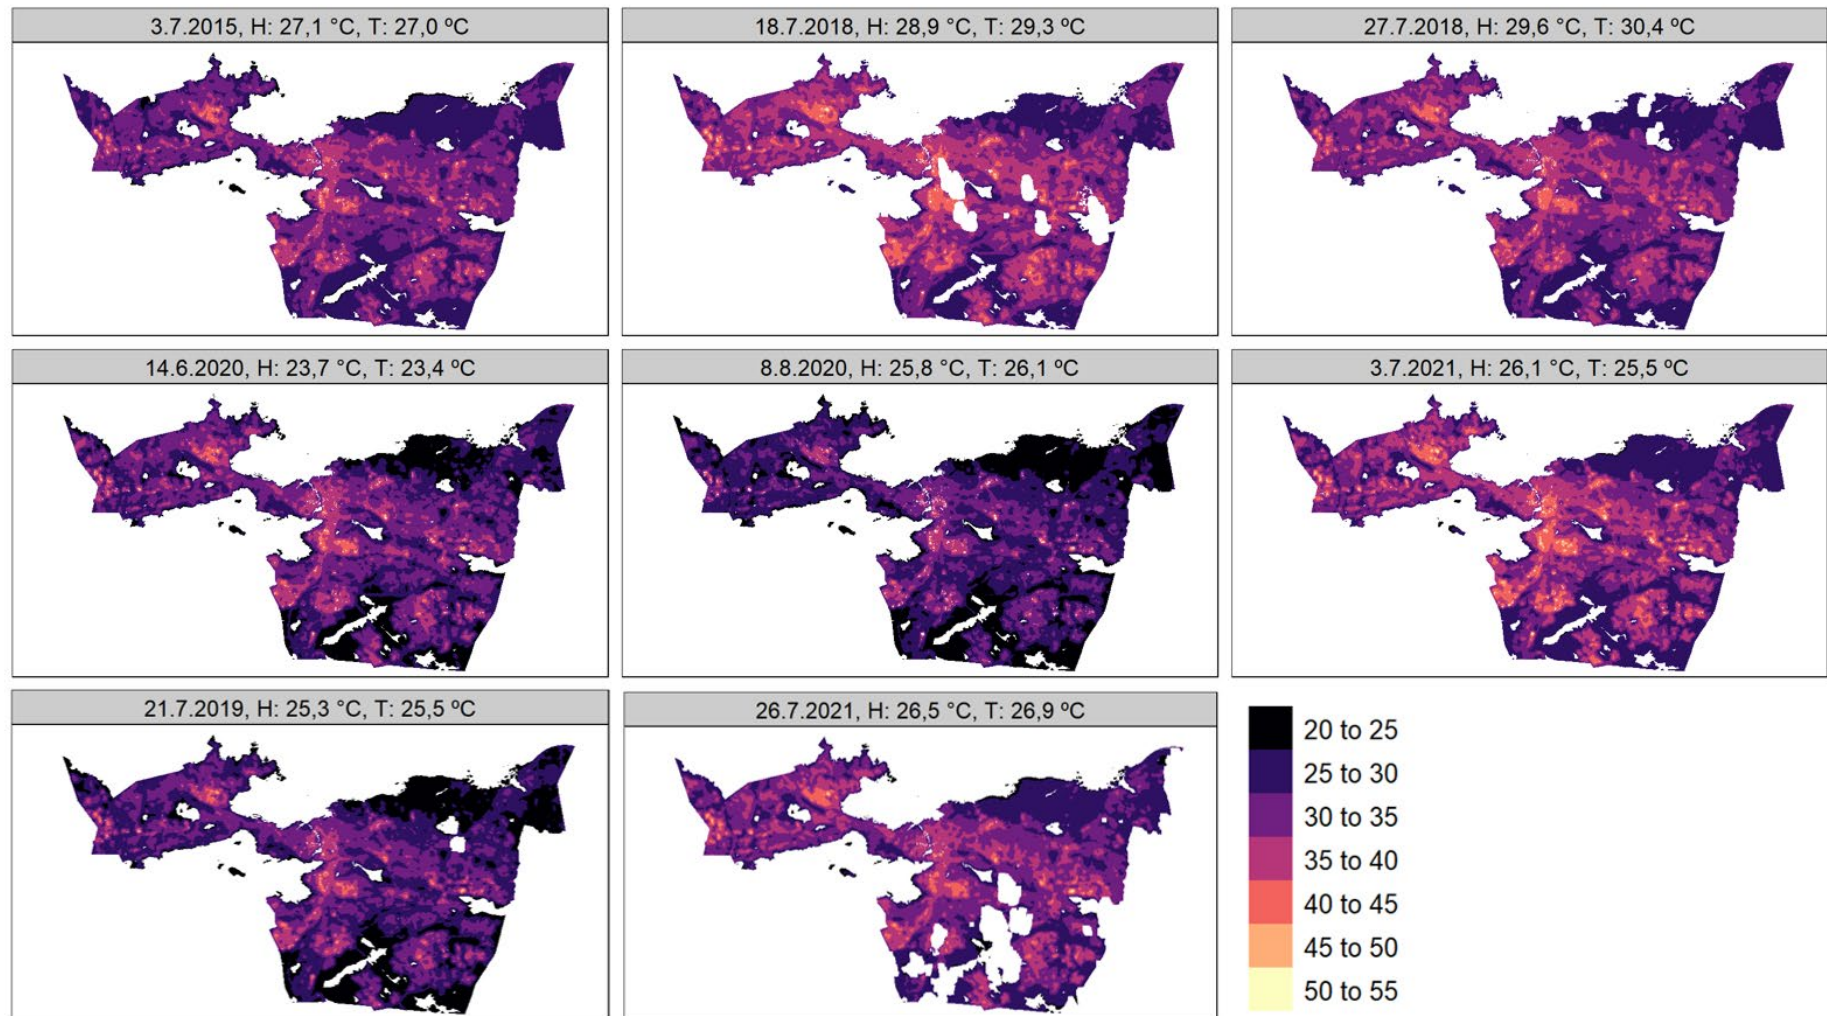 3.7.2015, H: 27,1 °C, T: 27,0 ºC
18.7.2018, H: 28,9 °C, T: 29,3 ºC
27.7.2018, H: 29,6 °C, T: 30,4 ºC
14.6.2020, H: 23,7 °C, T: 23,4 ºC
8.8.2020, H: 25,8 °C, T: 26,1 ºC
3.7.2021, H: 26,1 °C, T: 25,5 ºC
21.7.2019, H: 25,3 °C, T: 25,5 ºC
26.7.2021, H: 26,5 °C, T: 26,9 ºC
20 to 25
25 to 30
30 to 35
35 to 40
40 to 45
45 to 50
50 to 55